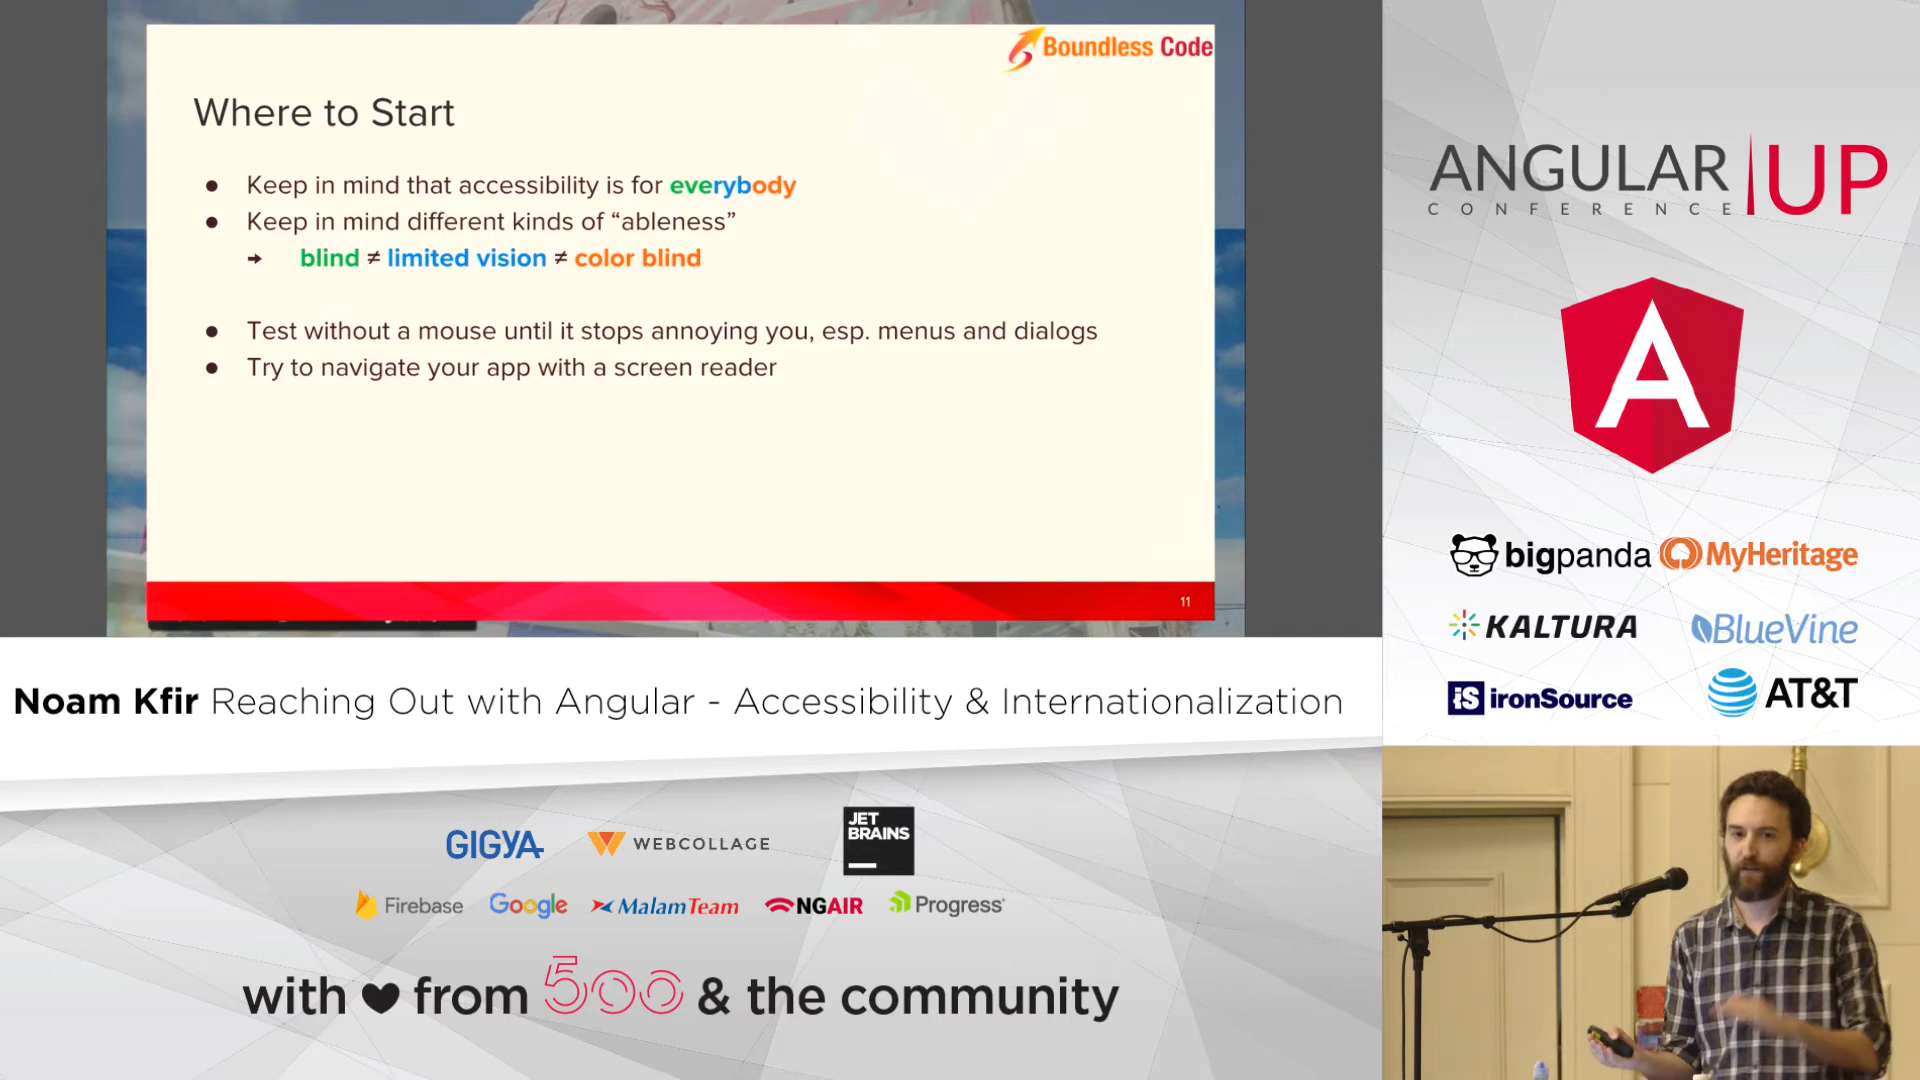 Boundless Code
Where to Start
● Keep in mind that accessibility is for everybody
● Keep in mind different kinds of “ableness”
➜ blind ≠ limited vision ≠ color blind
● Test without a mouse until it stops annoying you, esp. menus and dialogs
● Try to navigate your app with a screen reader
11
Noam Kfir Reaching Out with Angular - Accessibility & Internationalization
GIGYA WEBCOLLAGE JET
BRAINS
Firebase Google MalamTeam NGAIR Progress
with ♥ from 500 & the community
ANGULAR UP
CONFERENCE
A
bigpanda MyHeritage
KALTURA BlueVine
iS ironSource AT&T